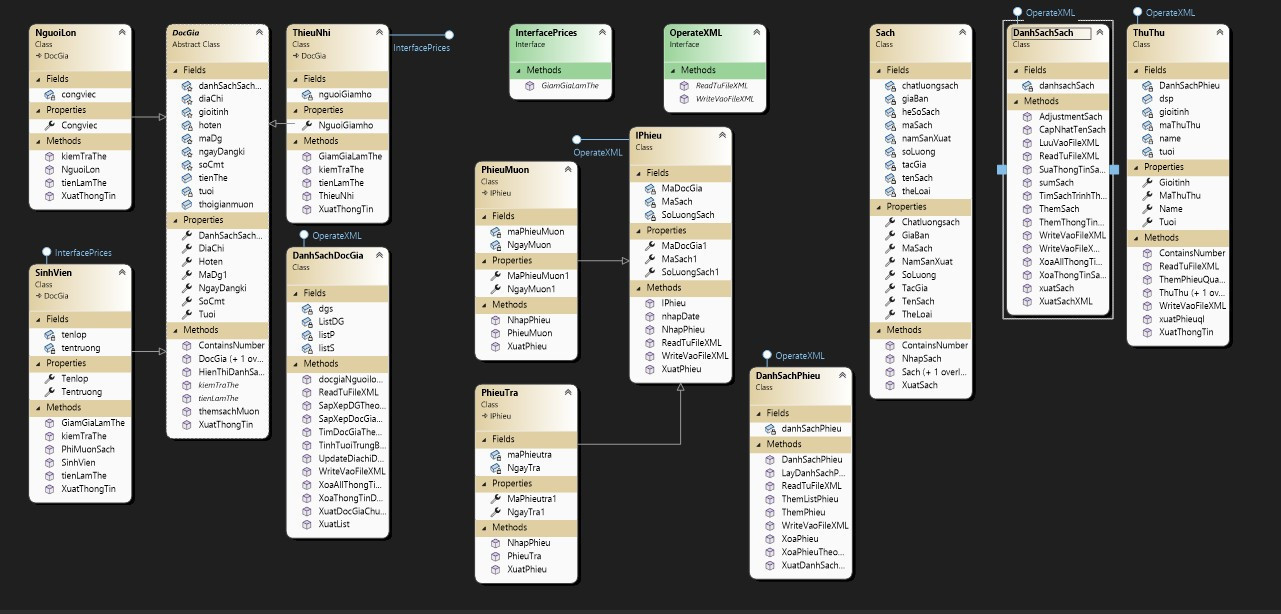 NguoiLon
Class
DocGia
Fields
congviec
Properties
Congviec
Methods
kiemTraThe
NguoiLon
tienLamThe
XuatThongTin
InterfacePrices
SinhVien
Class
DocGia
Fields
tenlop
tentruong
Properties
Tenlop
Tentruong
Methods
GiamGiaLamThe
kiemTraThe
PhiMuonSach
SinhVien
tienLamThe
XuatThongTin
DocGia
Abstract Class
Fields
danhSachSach...
diaChi
gioitinh
hoten
maDg
ngayDangki
soCmt
tienThe
tuoi
thoigianmuon
Properties
DanhSachSach...
DiaChi
Hoten
MaDg1
NgayDangki
SoCmt
Tuoi
Methods
ContainsNumber
DocGia (+ 1 ov...
HienThiDanhSa...
kiemTraThe
tienLamThe
themsachMuon
XuatThongTin
ThieuNhi
Class
DocGia
Fields
nguoiGiamho
Properties
NguoiGiamho
Methods
GiamGiaLamThe
kiemTraThe
tienLamThe
ThieuNhi
XuatThongTin
InterfacePrices
OperateXML
DanhSachDocGia
Class
Fields
dgs
ListDG
listP
listS
Methods
docgiaNguoilo...
ReadTuFileXML
SapXepDGTheo...
SapXepDocGia...
TimDocGiaThe...
TinhTuoiTrungB...
UpdateDiachiD...
WriteVaoFileXML
XoaAllThongTi...
XoaThongTinD...
XuatDocGiaChu...
XuatList
InterfacePrices
Interface
Methods
GiamGiaLamThe
OperateXML
Interface
Methods
ReadTuFileXML
WriteVaoFileXML
PhieuMuon
Class
IPhieu
Fields
maPhieuMuon
NgayMuon
Properties
MaPhieuMuon1
NgayMuon1
Methods
NhapPhieu
PhieuMuon
XuatPhieu
PhieuTra
Class
IPhieu
Fields
maPhieutra
NgayTra
Properties
MaPhieutra1
NgayTra1
Methods
NhapPhieu
PhieuTra
XuatPhieu
OperateXML
IPhieu
Class
Fields
MaDocGia
MaSach
SoLuongSach
Properties
MaDocGia1
MaSach1
SoLuongSach1
Methods
IPhieu
nhapDate
NhapPhieu
ReadTuFileXML
WriteVaoFileXML
XuatPhieu
OperateXML
DanhSachPhieu
Class
Fields
danhSachPhieu
Methods
DanhSachPhieu
LayDanhSachP...
ReadTuFileXML
ThemListPhieu
ThemPhieu
WriteVaoFileXML
XoaPhieu
XoaPhieuTheo...
XuatDanhSach...
Sach
Class
Fields
chatluongsach
giaBan
heSoSach
maSach
namSanXuat
soLuong
tacGia
tenSach
theLoai
Properties
Chatluongsach
GiaBan
MaSach
NamSanXuat
SoLuong
TacGia
TenSach
TheLoai
Methods
ContainsNumber
NhapSach
Sach (+ 1 overl...
XuatSach
OperateXML
DanhSachSach
Class
Fields
danhsachSach
Methods
AdjustmentSach
CapNhatTenSach
LuuVaoFileXML
ReadTuFileXML
SuaThongTinSa...
sumSach
TimSachTrinhTh...
ThemSach
ThemThongTin...
WriteVaoFileXML
WriteVaoFileX...
XoaAllThongTi...
XoaThongTinSa...
xuatSach
XuatSachXML
OperateXML
ThuThu
Class
Fields
DanhSachPhieu
dsp
gioitinh
maThuThu
name
tuoi
Properties
Gioitinh
MaThuThu
Name
Tuoi
Methods
ContainsNumber
ReadTuFileXML
ThemPhieuQua...
ThuThu (+ 1 ov...
WriteVaoFileXML
xuatPhieuql
XuatThongTin